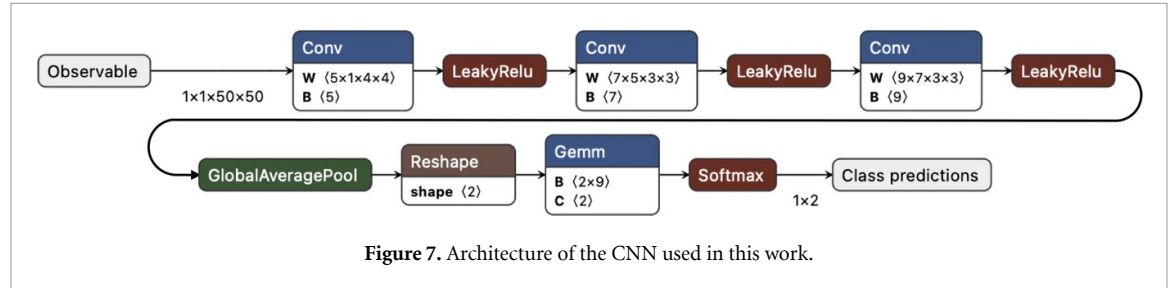 Observable
1×1×50×50
Conv
W ⟨5×1×4×4⟩
B ⟨5⟩
LeakyRelu
Conv
W ⟨7×5×3×3⟩
B ⟨7⟩
LeakyRelu
Conv
W ⟨9×7×3×3⟩
B ⟨9⟩
LeakyRelu
GlobalAveragePool
Reshape
shape ⟨2⟩
Gemm
B ⟨2×9⟩
C ⟨2⟩
Softmax
1×2
Class predictions
Figure 7. Architecture of the CNN used in this work.